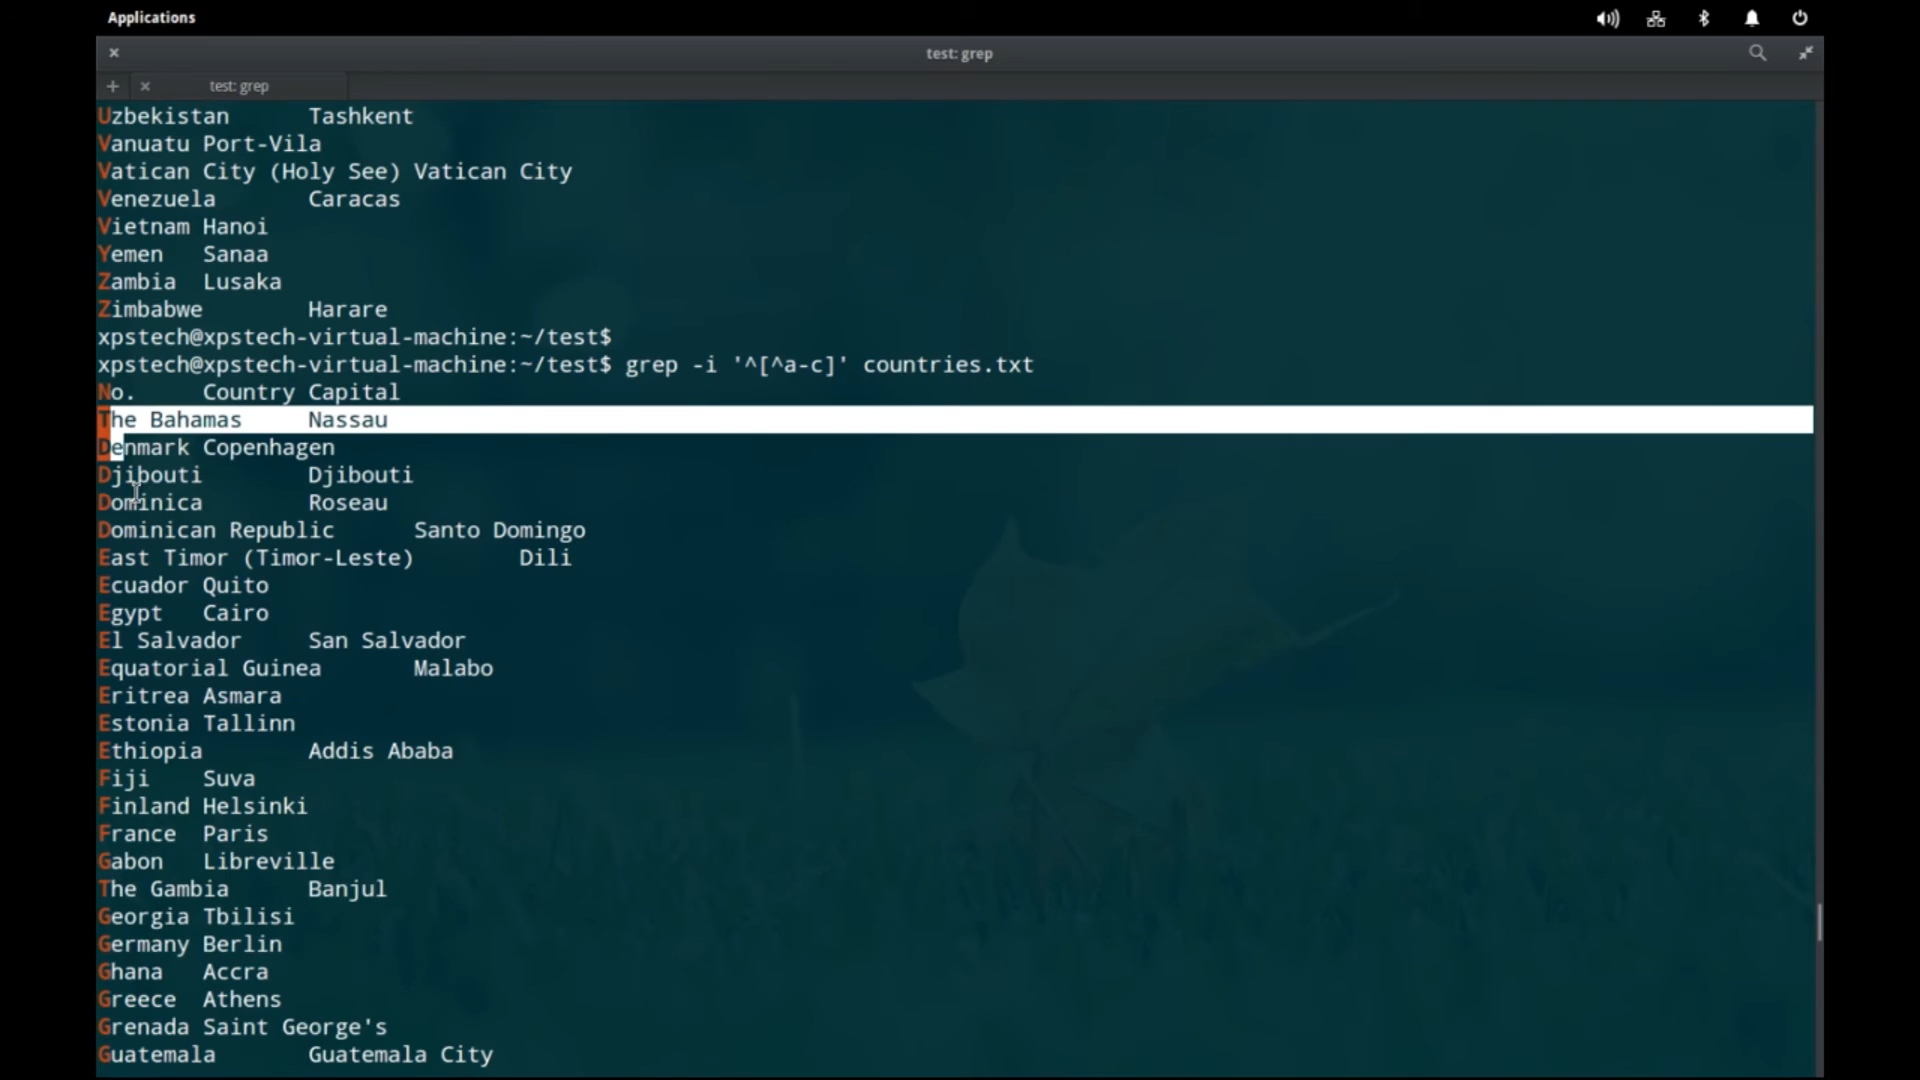 Applications
test: grep
test: grep
Uzbekistan Tashkent
Vanuatu Port-Vila
Vatican City (Holy See) Vatican City
Venezuela Caracas
Vietnam Hanoi
Yemen Sanaa
Zambia Lusaka
Zimbabwe Harare
xpstech@xpstech-virtual-machine:~/test$
xpstech@xpstech-virtual-machine:~/test$ grep -i '^[^a-c]' countries.txt
No. Country Capital
The Bahamas Nassau
Denmark Copenhagen
Djibouti Djibouti
Dominica Roseau
Dominican Republic Santo Domingo
East Timor (Timor-Leste) Dili
Ecuador Quito
Egypt Cairo
El Salvador San Salvador
Equatorial Guinea Malabo
Eritrea Asmara
Estonia Tallinn
Ethiopia Addis Ababa
Fiji Suva
Finland Helsinki
France Paris
Gabon Libreville
The Gambia Banjul
Georgia Tbilisi
Germany Berlin
Ghana Accra
Greece Athens
Grenada Saint George's
Guatemala Guatemala City